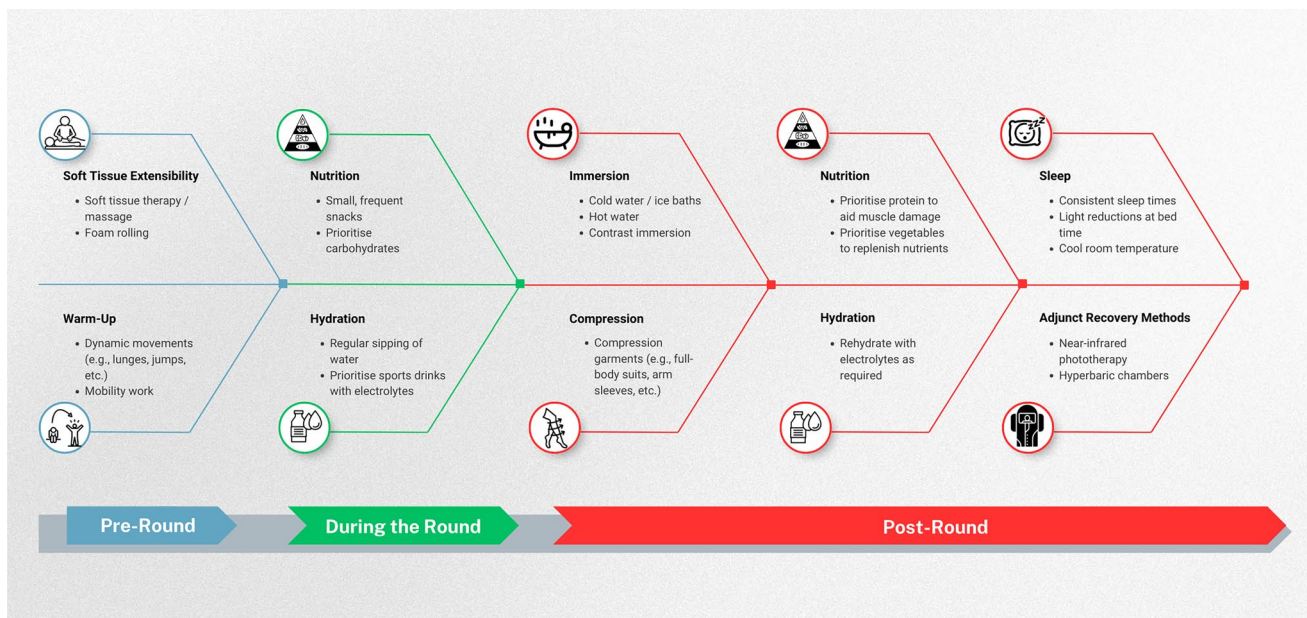 Soft Tissue Extensibility
• Soft tissue therapy /
massage
• Foam rolling
Nutrition
• Small, frequent
snacks
• Prioritise
carbohydrates
Immersion
• Cold water / ice baths
• Hot water
• Contrast immersion
Nutrition
• Prioritise protein to
aid muscle damage
• Prioritise vegetables
to replenish nutrients
Sleep
• Consistent sleep times
• Light reductions at bed
time
• Cool room temperature
Warm-Up
• Dynamic movements
(e.g., lunges, jumps,
etc.)
• Mobility work
Hydration
• Regular sipping of
water
• Prioritise sports drinks
with electrolytes
Compression
• Compression
garments (e.g., full-
body suits, arm
sleeves, etc.)
Hydration
• Rehydrate with
electrolytes as
required
Adjunct Recovery Methods
• Near-infrared
phototherapy
• Hyperbaric chambers
Pre-Round
During the Round
Post-Round